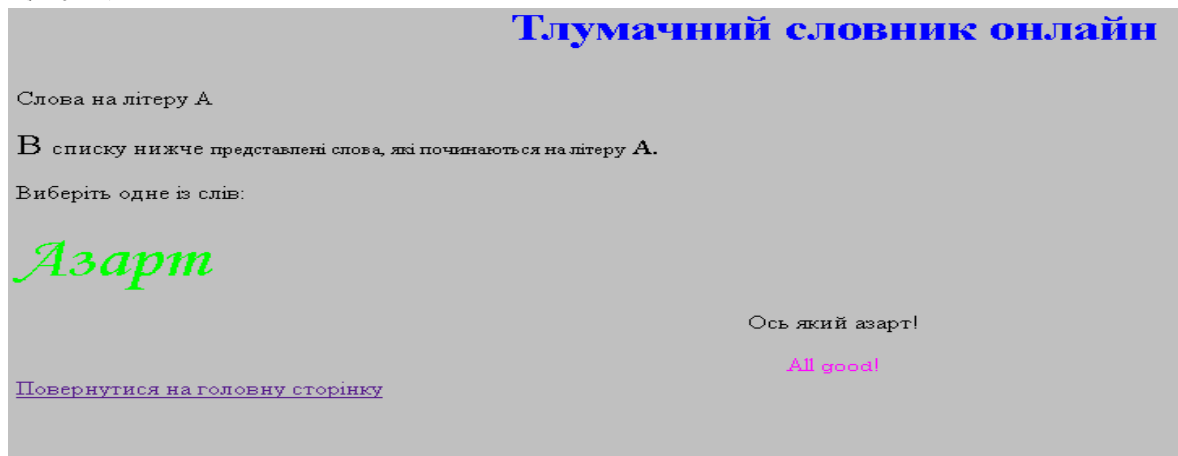 Тлумачний словник онлайн
Слова на літеру А
В списку нижче представлені слова, які починаються на літеру А.
Виберіть одне із слів:
Азарт
Ось який азарт!
All good!
Повернутися на головну сторінку